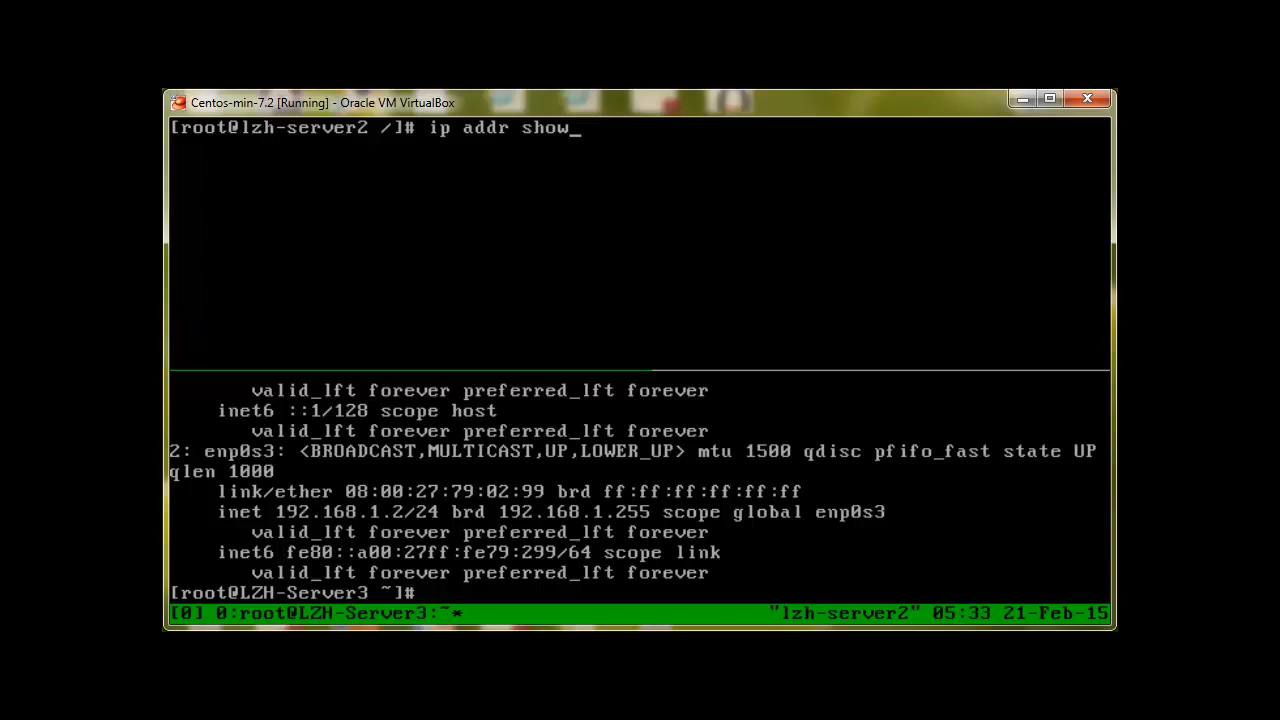 Centos-min-7.2 [Running] - Oracle VM VirtualBox
[root@lzh-server2 /]# ip addr show_
valid_lft forever preferred_lft forever
inet6 ::1/128 scope host
valid_lft forever preferred_lft forever
2: enp0s3: <BROADCAST,MULTICAST,UP,LOWER_UP> mtu 1500 qdisc pfifo_fast state UP
qlen 1000
link/ether 08:00:27:79:02:99 brd ff:ff:ff:ff:ff:ff
inet 192.168.1.2/24 brd 192.168.1.255 scope global enp0s3
valid_lft forever preferred_lft forever
inet6 fe80::a00:27ff:fe79:299/64 scope link
valid_lft forever preferred_lft forever
[root@LZH-Server3 ~]#
[0] 0:root@LZH-Server3:~* "lzh-server2" 05:33 21-Feb-15